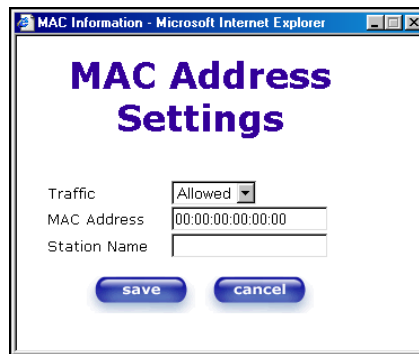 MAC Information - Microsoft Internet Explorer
MAC Address
Settings
Traffic Allowed
MAC Address 00:00:00:00:00:00
Station Name
save cancel